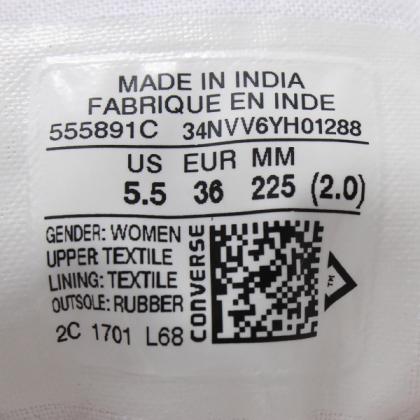 MADE IN INDIA
FABRIQUE EN INDE
555891C 34NVV6YH01288
US EUR MM
5.5 36 225 (2.0)
GENDER: WOMEN
UPPER TEXTILE
LINING: TEXTILE
OUTSOLE: RUBBER
2C 1701 L68
CONVERSE
TM